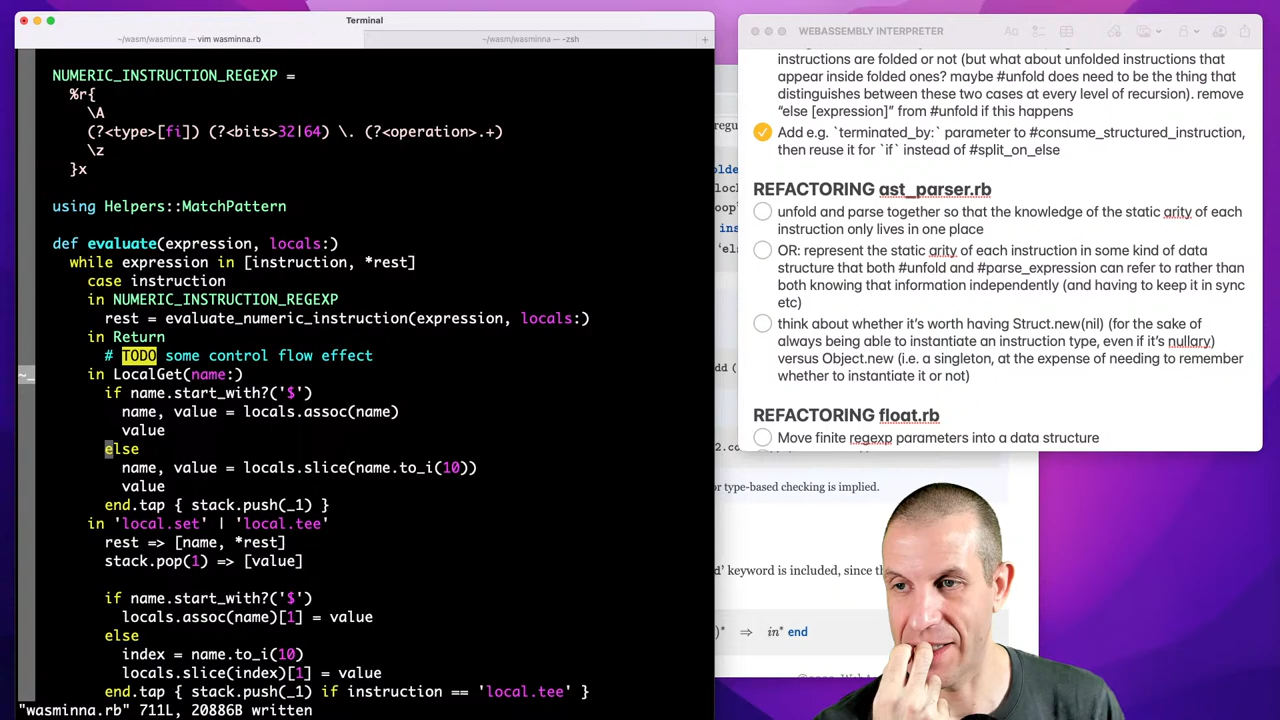 Terminal
~/wasm/wasminna — vim wasminna.rb
~/wasm/wasminna — -zsh
+
NUMERIC_INSTRUCTION_REGEXP =
%r{
\A
(?<type>[fi]) (?<bits>32|64) \. (?<operation>.+)
\z
}x
using Helpers::MatchPattern
def evaluate(expression, locals:)
while expression in [instruction, *rest]
case instruction
in NUMERIC_INSTRUCTION_REGEXP
rest = evaluate_numeric_instruction(expression, locals:)
in Return
# TODO some control flow effect
in LocalGet(name:)
if name.start_with?('$')
name, value = locals.assoc(name)
value
else
name, value = locals.slice(name.to_i(10))
value
end.tap { stack.push(_1) }
in 'local.set' | 'local.tee'
rest => [name, *rest]
stack.pop(1) => [value]
if name.start_with?('$')
locals.assoc(name)[1] = value
else
index = name.to_i(10)
locals.slice(index)[1] = value
end.tap { stack.push(_1) if instruction == 'local.tee' }
"wasminna.rb" 711L, 20886B written
WEBASSEMBLY INTERPRETER
instructions are folded or not (but what about unfolded instructions that
appear inside folded ones? maybe #unfold does need to be the thing that
distinguishes between these two cases at every level of recursion). remove
“else [expression]” from #unfold if this happens
Add e.g. `terminated_by:` parameter to #consume_structured_instruction,
then reuse it for `if` instead of #split_on_else
REFACTORING ast_parser.rb
unfold and parse together so that the knowledge of the static arity of each
instruction only lives in one place
OR: represent the static arity of each instruction in some kind of data
structure that both #unfold and #parse_expression can refer to rather than
both knowing that information independently (and having to keep it in sync
etc)
think about whether it’s worth having Struct.new(nil) (for the sake of
always being able to instantiate an instruction type, even if it’s nullary)
versus Object.new (i.e. a singleton, at the expense of needing to remember
whether to instantiate it or not)
REFACTORING float.rb
Move finite regexp parameters into a data structure
or type-based checking is implied.
keyword is included, since th
)* ⇒ in* end